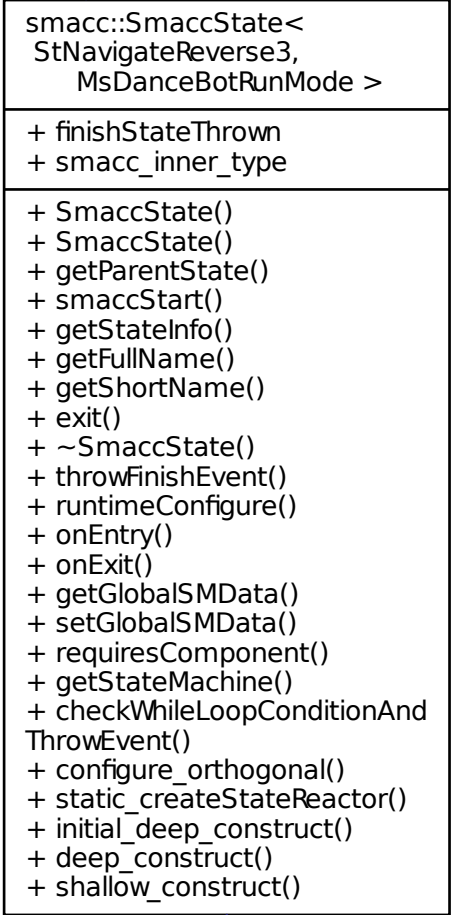 smacc::SmaccState<
StNavigateReverse3,
MsDanceBotRunMode >
+ finishStateThrown
+ smacc_inner_type
+ SmaccState()
+ SmaccState()
+ getParentState()
+ smaccStart()
+ getStateInfo()
+ getFullName()
+ getShortName()
+ exit()
+ ~SmaccState()
+ throwFinishEvent()
+ runtimeConfigure()
+ onEntry()
+ onExit()
+ getGlobalSMData()
+ setGlobalSMData()
+ requiresComponent()
+ getStateMachine()
+ checkWhileLoopConditionAnd
ThrowEvent()
+ configure_orthogonal()
+ static_createStateReactor()
+ initial_deep_construct()
+ deep_construct()
+ shallow_construct()